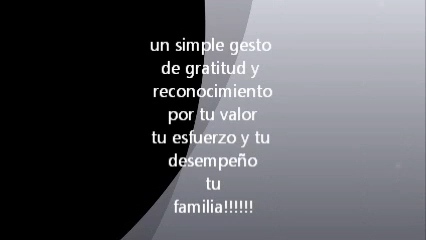 un simple gesto
de gratitud y
reconocimiento
por tu valor
tu esfuerzo y tu
desempeño
tu
familia!!!!!!